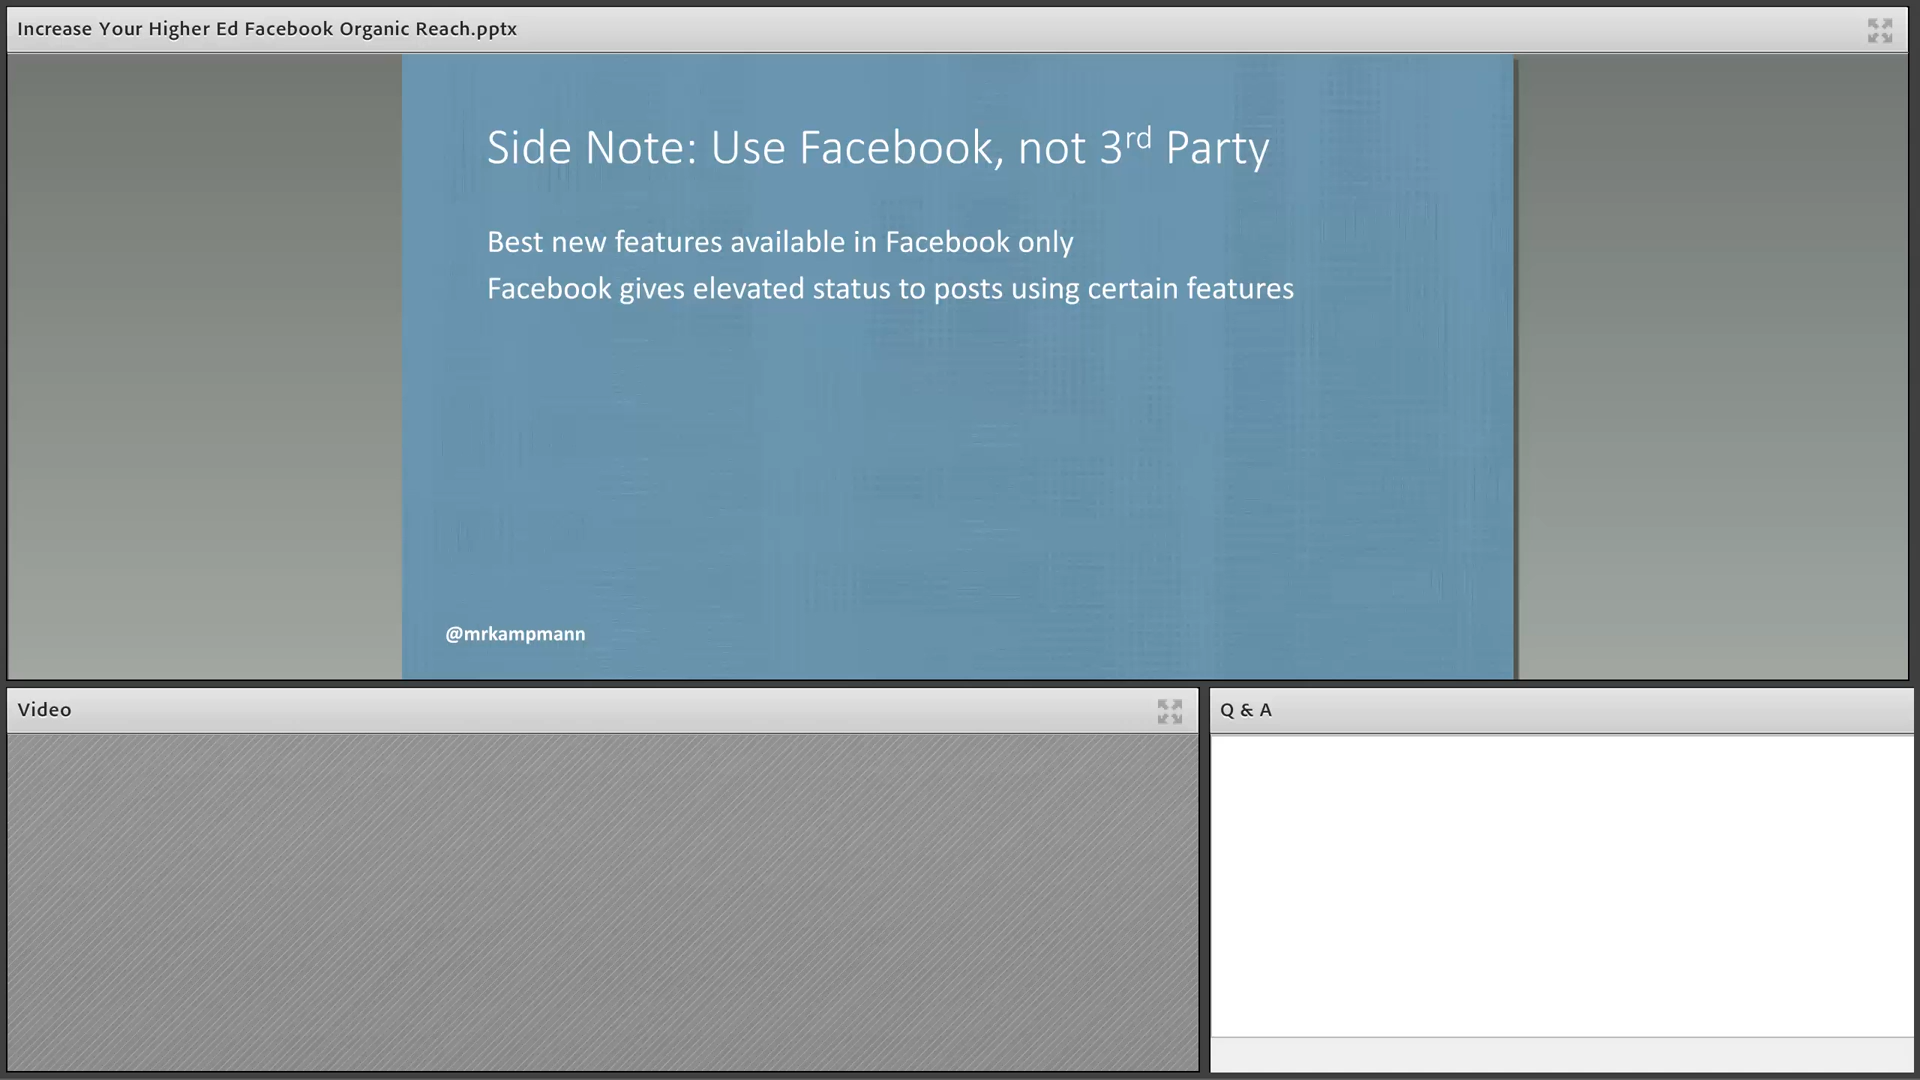 Increase Your Higher Ed Facebook Organic Reach.pptx
Side Note: Use Facebook, not 3rd Party
Best new features available in Facebook only
Facebook gives elevated status to posts using certain features
@mrkampmann
Video
Q & A